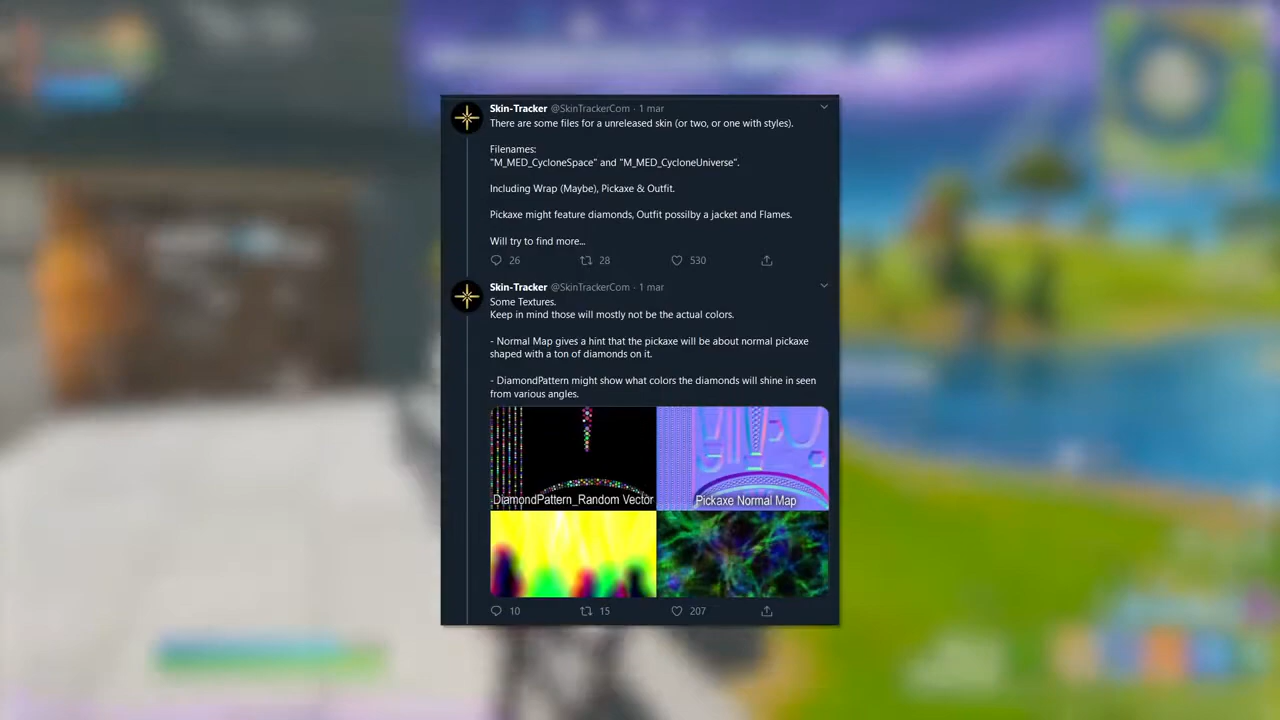 Skin-Tracker @SkinTrackerCom · 1 mar
There are some files for a unreleased skin (or two, or one with styles).
Filenames:
"M_MED_CycloneSpace" and "M_MED_CycloneUniverse".
Including Wrap (Maybe), Pickaxe & Outfit.
Pickaxe might feature diamonds, Outfit possilby a jacket and Flames.
Will try to find more...
26 28 530
Skin-Tracker @SkinTrackerCom · 1 mar
Some Textures.
Keep in mind those will mostly not be the actual colors.
- Normal Map gives a hint that the pickaxe will be about normal pickaxe
shaped with a ton of diamonds on it.
- DiamondPattern might show what colors the diamonds will shine in seen
from various angles.
DiamondPattern_Random Vector
Pickaxe Normal Map
10 15 207